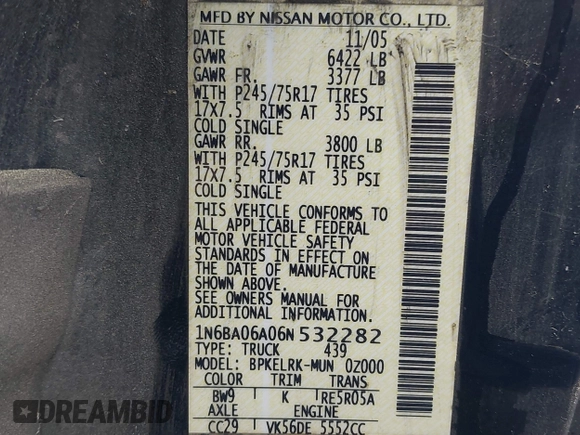 MFD BY NISSAN MOTOR CO., LTD.
DATE 11/05
GVWR 6422 LB
GAWR FR. 3377 LB
WITH P245/75R17 TIRES
17X7.5 RIMS AT 35 PSI
COLD SINGLE
GAWR RR. 3800 LB
WITH P245/75R17 TIRES
17X7.5 RIMS AT 35 PSI
COLD SINGLE
THIS VEHICLE CONFORMS TO
ALL APPLICABLE FEDERAL
MOTOR VEHICLE SAFETY
STANDARDS IN EFFECT ON
THE DATE OF MANUFACTURE
SHOWN ABOVE.
SEE OWNERS MANUAL FOR
ADDITIONAL INFORMATION.
1N6BA06A06N532282
TYPE: TRUCK 439
MODEL: BPKELRK-MUN 0Z000
COLOR TRIM TRANS
BW9 K RE5R05A
AXLE ENGINE
CC29 VK56DE 5552CC
DREAMBID